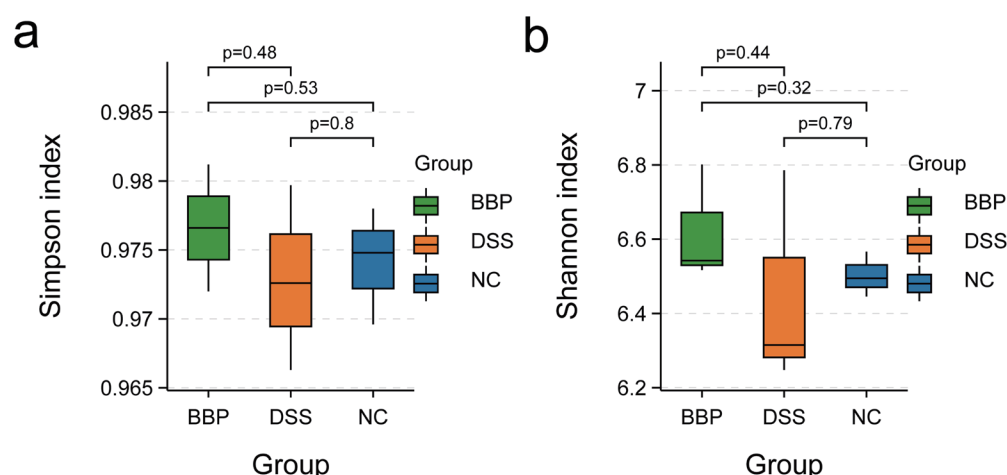 a
p=0.48
p=0.53
p=0.8
0.985
0.98
0.975
0.97
0.965
Simpson index
BBP DSS NC
Group
Group
BBP
DSS
NC
b
p=0.44
p=0.32
p=0.79
7
6.8
6.6
6.4
6.2
Shannon index
BBP DSS NC
Group
Group
BBP
DSS
NC